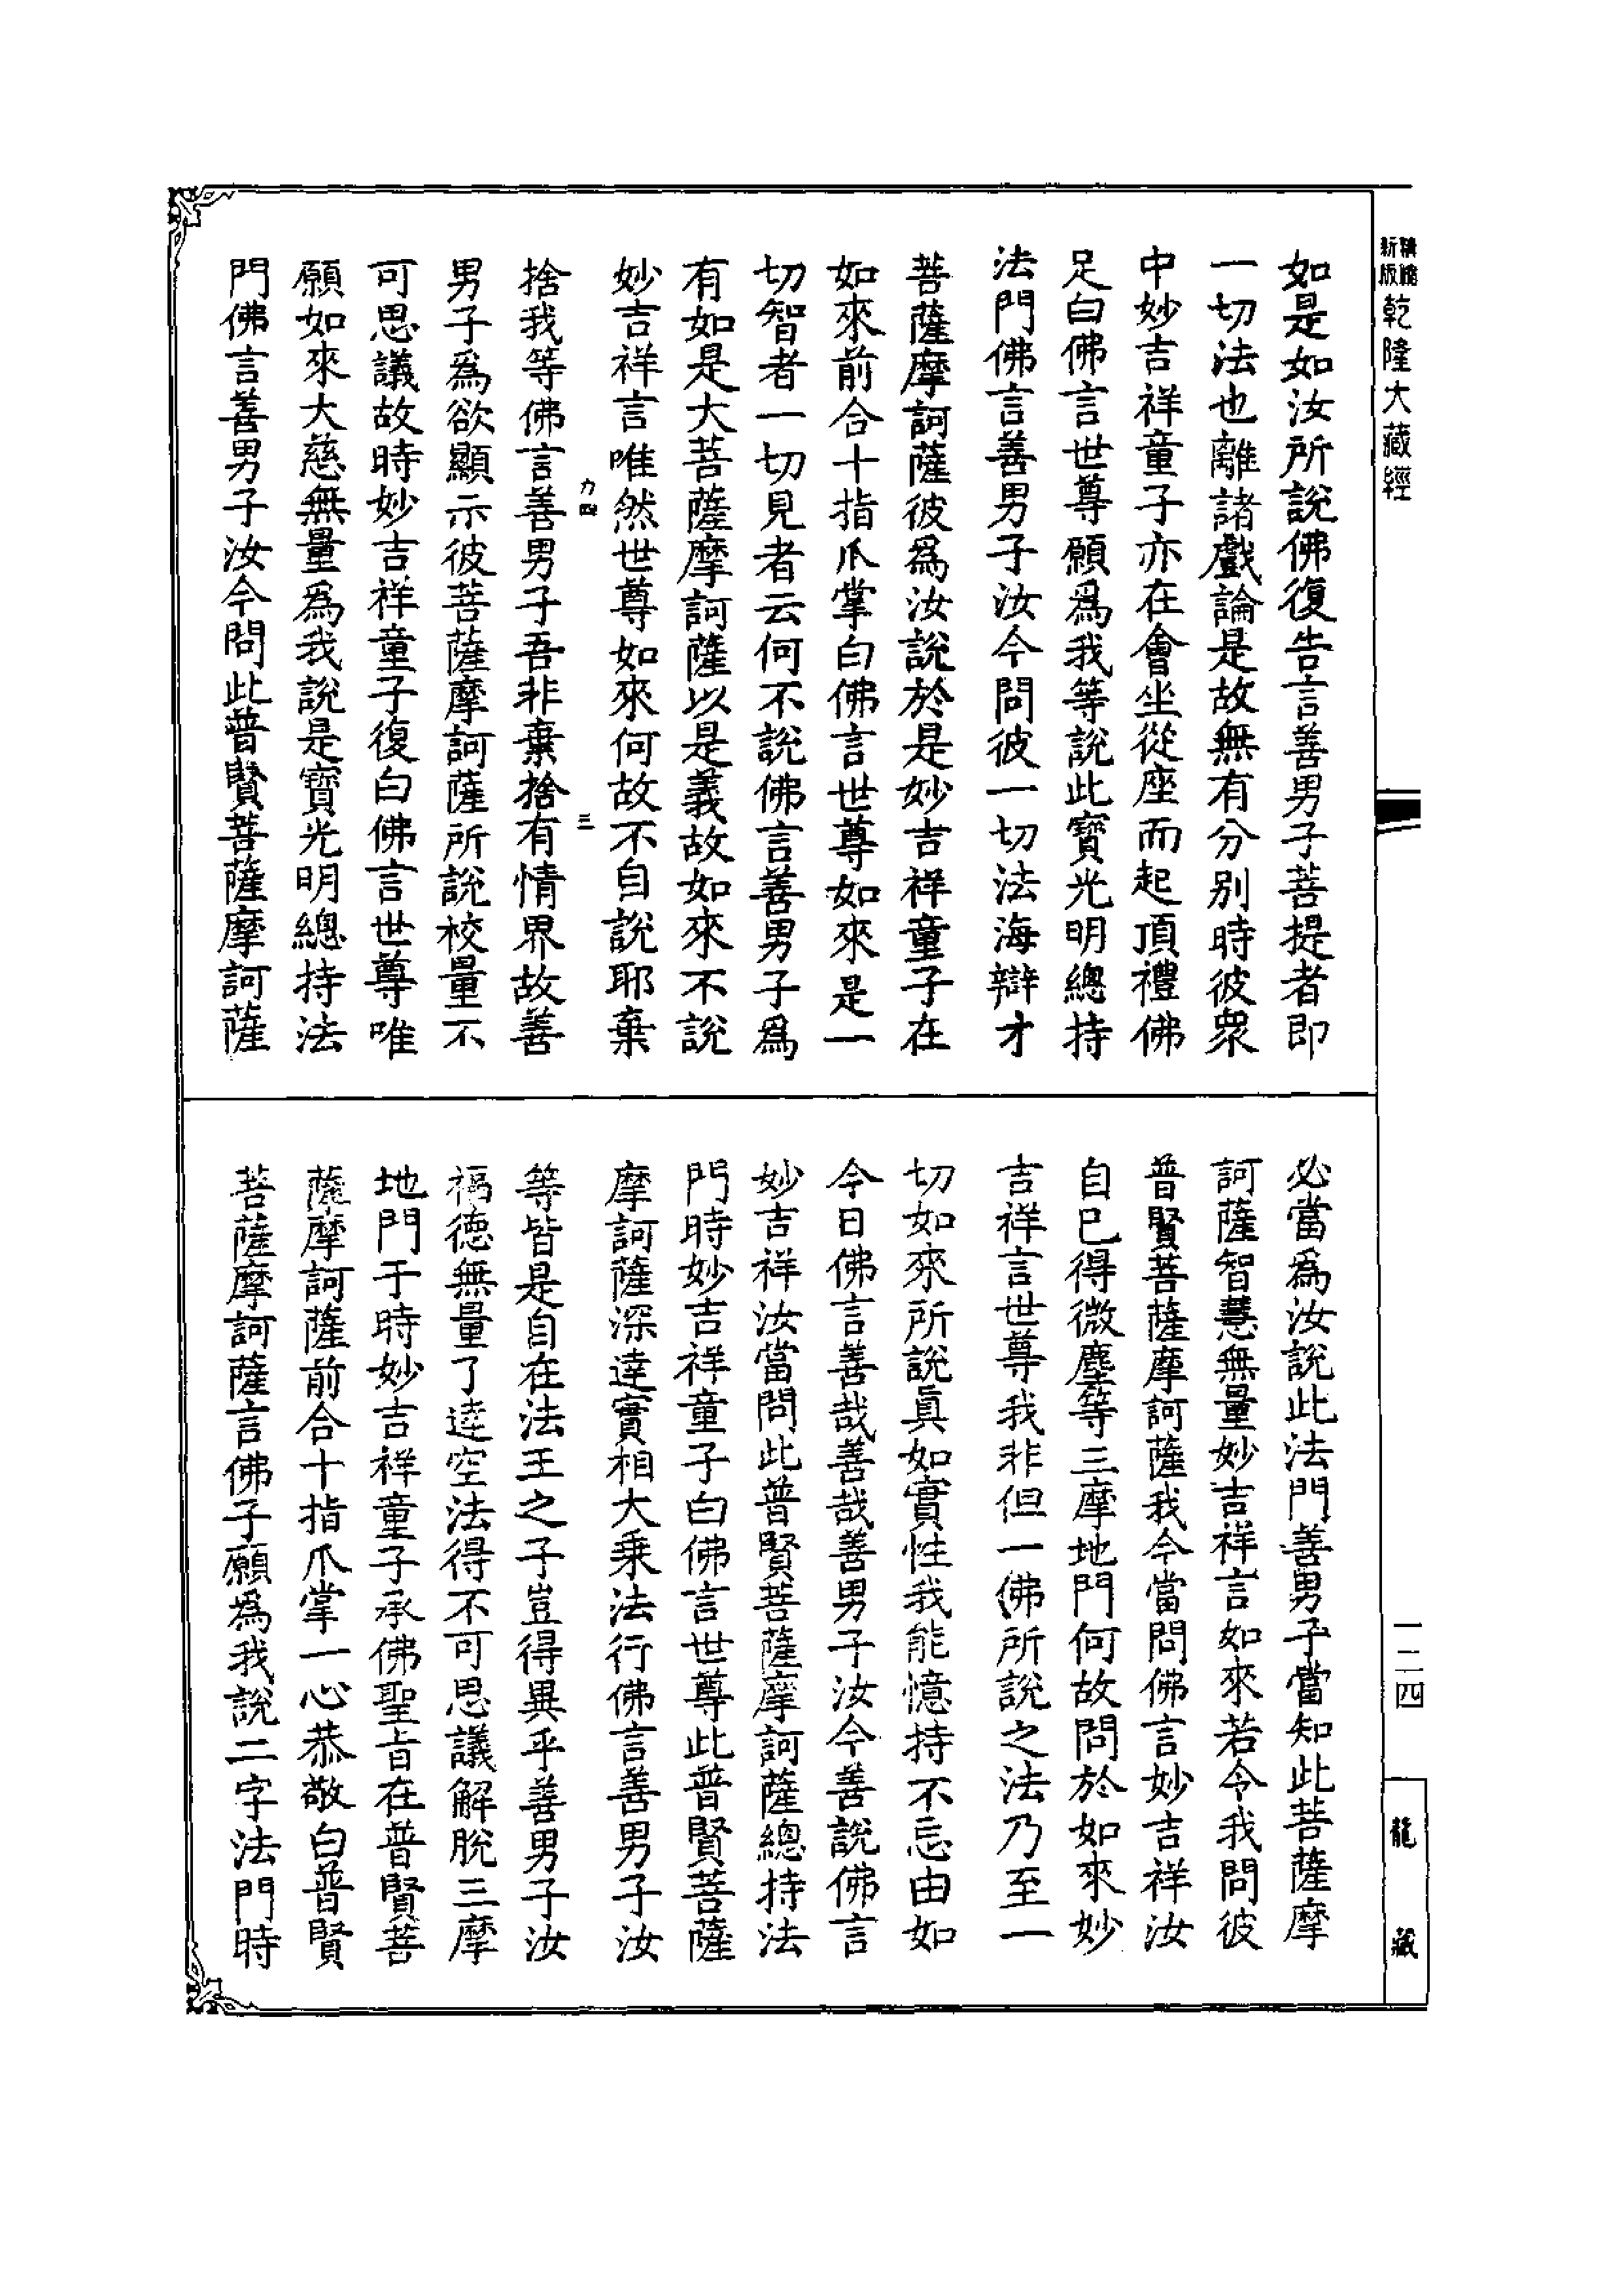 精縮新版乾隆大藏經
如是如汝所說佛復告言善男子菩提者即
一切法也離諸戲論是故無有分別時彼衆
中妙吉祥童子亦在會坐從座而起頂禮佛
足白佛言世尊願爲我等說此寶光明總持
法門佛言善男子汝今問彼一切法海辯才
菩薩摩訶薩彼爲汝說於是妙吉祥童子在
如來前合十指爪掌白佛言世尊如來是一
切智者一切見者云何不說佛言善男子爲
有如是大菩薩摩訶薩以是義故如來不說
妙吉祥言唯然世尊如來何故不自說耶棄
力四
三
捨我等佛言善男子吾非棄捨有情界故善
男子爲欲顯示彼菩薩摩訶薩所說校量不
可思議故時妙吉祥童子復白佛言世尊唯
願如來大慈無量爲我說是寶光明總持法
門佛言善男子汝今問此普賢菩薩摩訶薩
必當爲汝說此法門善男子當知此菩薩摩
訶薩智慧無量妙吉祥言如來若令我問彼
普賢菩薩摩訶薩我今當問佛言妙吉祥汝
自已得微塵等三摩地門何故問於如來妙
吉祥言世尊我非但一佛所說之法乃至一
切如來所說眞如實性我能憶持不忘由如
今日佛言善哉善哉善男子汝今善說佛言
妙吉祥汝當問此普賢菩薩摩訶薩總持法
門時妙吉祥童子白佛言世尊此普賢菩薩
摩訶薩深達實相大乘法行佛言善男子汝
等皆是自在法王之子豈得異乎善男子汝
福德無量了達空法得不可思議解脫三摩
地門于時妙吉祥童子承佛聖旨在普賢菩
薩摩訶薩前合十指爪掌一心恭敬白普賢
菩薩摩訶薩言佛子願爲我說二字法門時
一二四
龍藏